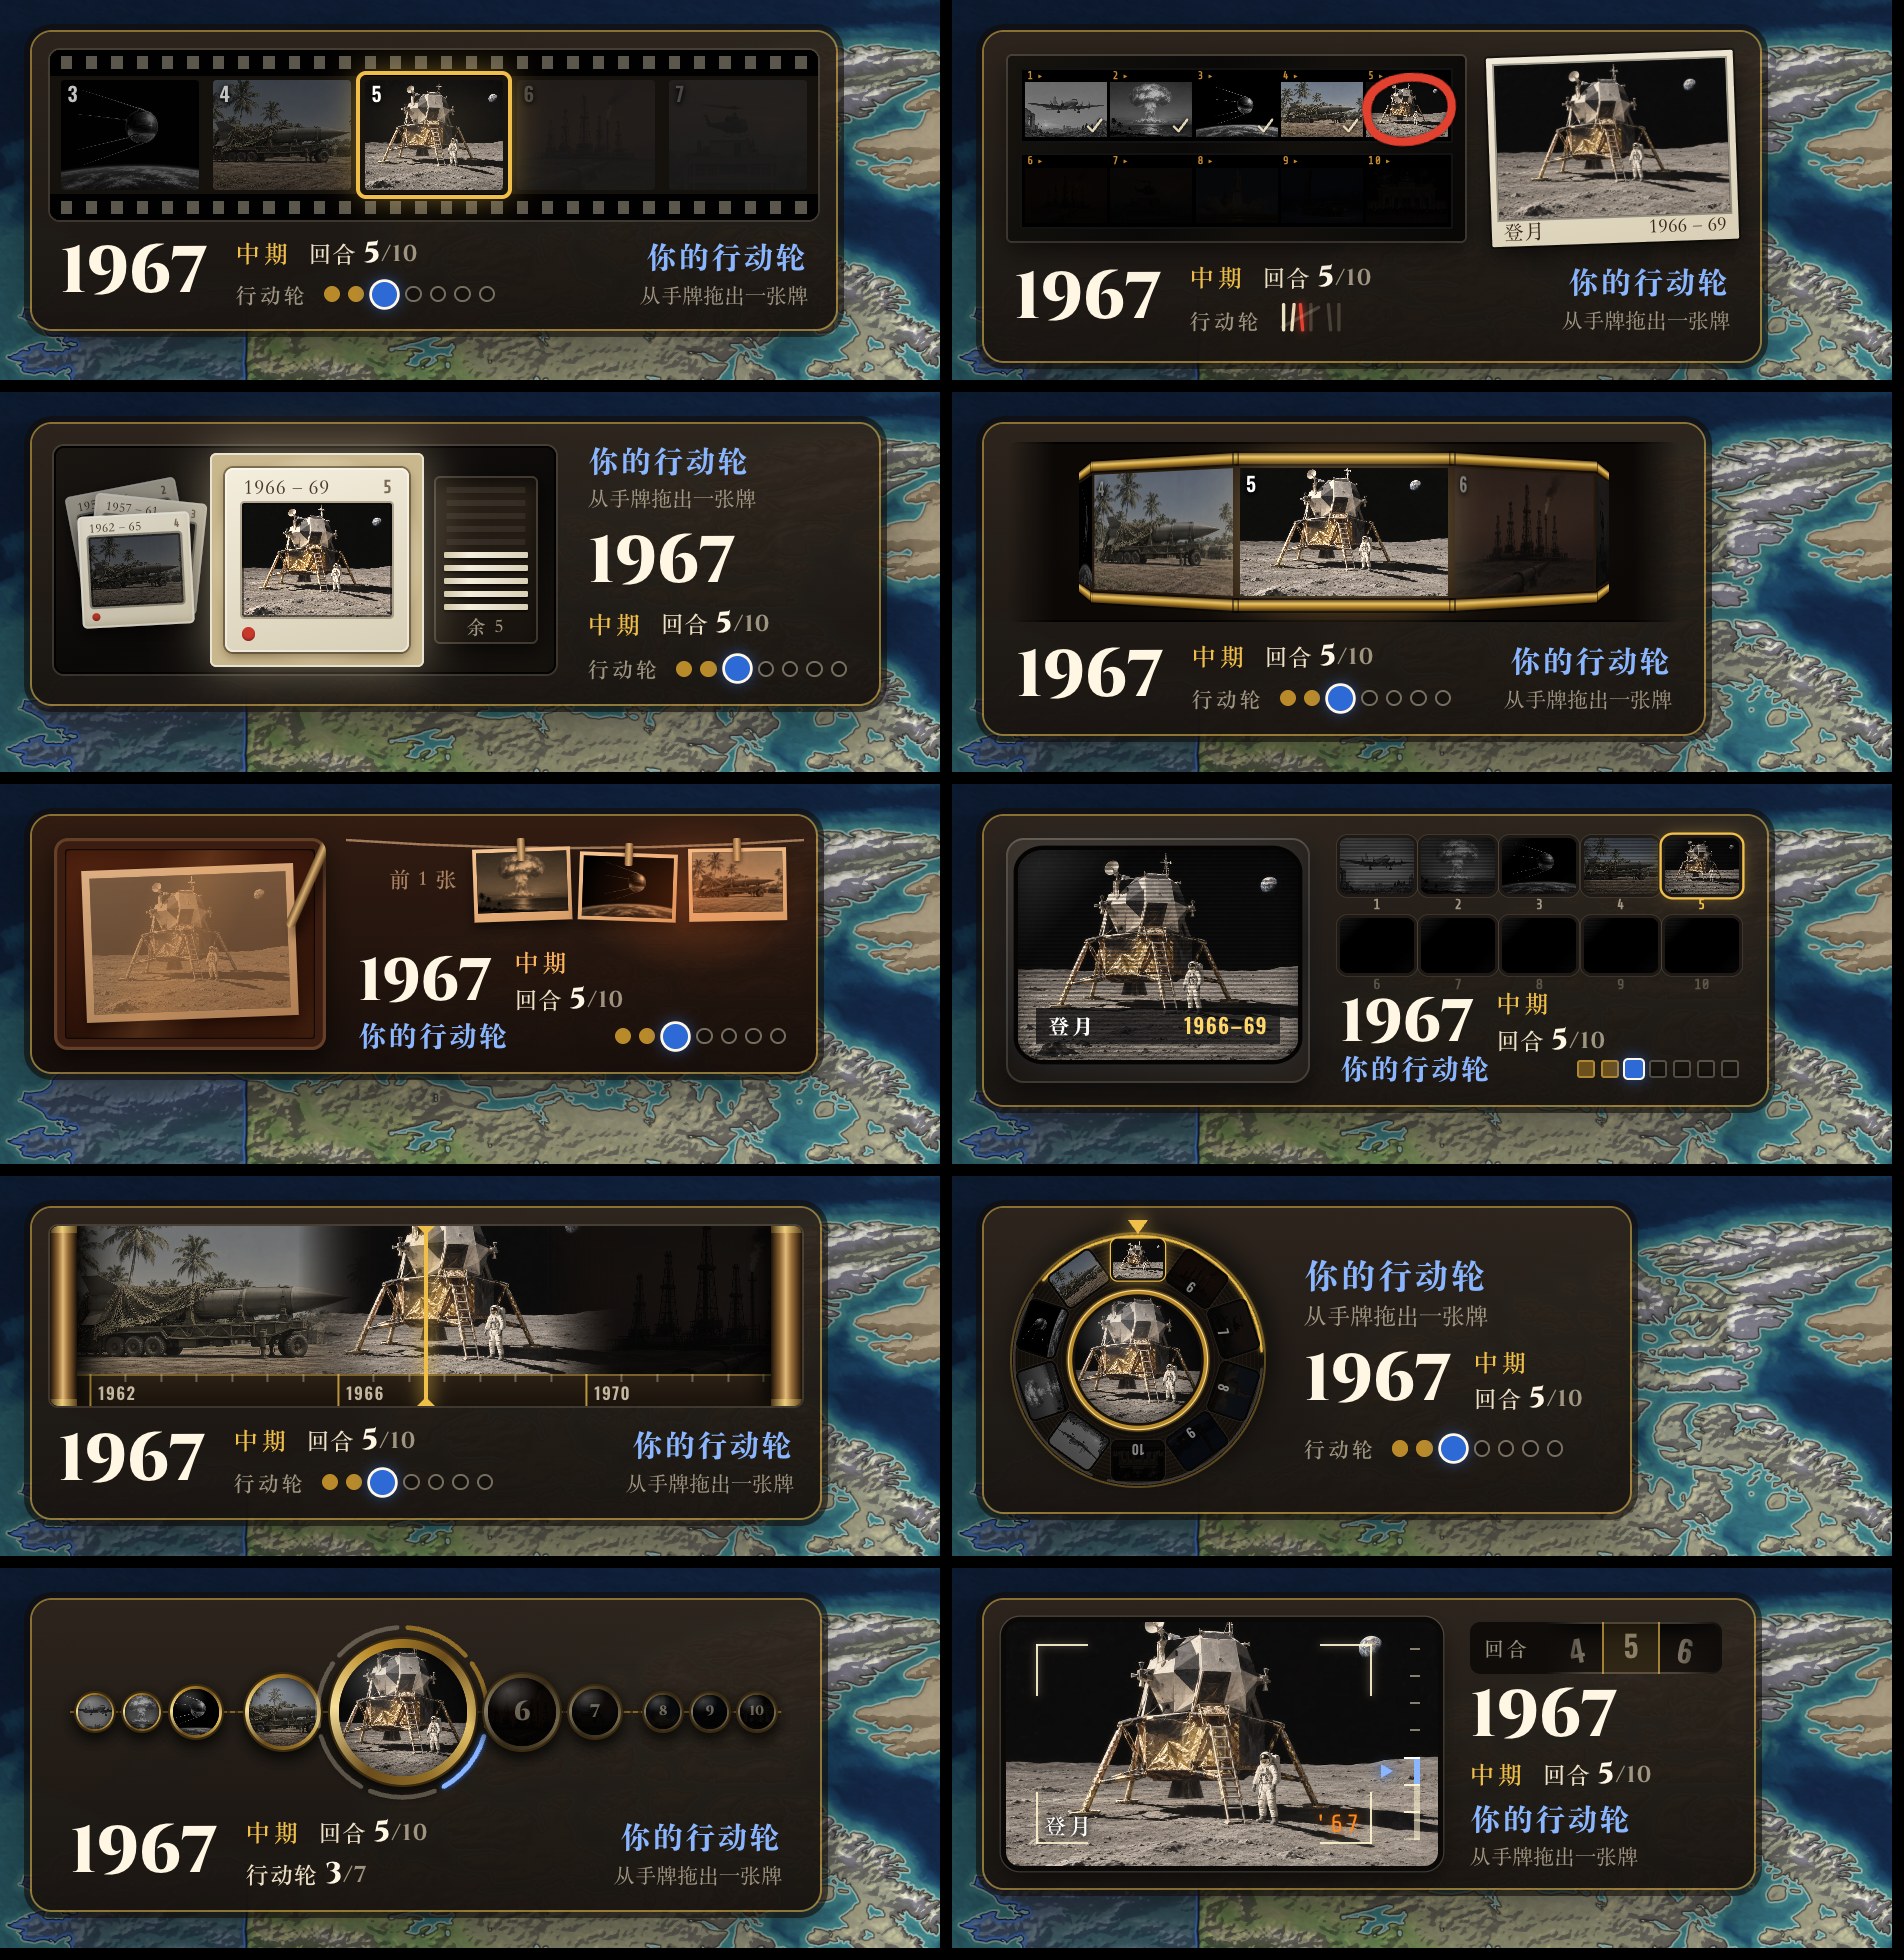 3 4 5 6 7
1967 中期 回合 5/10
行动轮
你的行动轮
从手牌拖出一张牌
1 ▸ 2 ▸ 3 ▸ 4 ▸ 5 ▸
6 ▸ 7 ▸ 8 ▸ 9 ▸ 10 ▸
登月 1966 – 69
1967 中期 回合 5/10
行动轮
你的行动轮
从手牌拖出一张牌
2
1957 – 61 3
1962 – 65 4
1966 – 69 5
余 5
你的行动轮
从手牌拖出一张牌
1967
中期 回合 5/10
行动轮
4 5 6
1967 中期 回合 5/10
行动轮
你的行动轮
从手牌拖出一张牌
前 1 张
1967 中期
回合 5/10
你的行动轮
登月 1966–69
1 2 3 4 5
6 7 8 9 10
1967 中期
回合 5/10
你的行动轮
1962 1966 1970
1967 中期 回合 5/10
行动轮
你的行动轮
从手牌拖出一张牌
6 7 8 9 10
你的行动轮
从手牌拖出一张牌
1967 中期
回合 5/10
行动轮
6 7 8 9 10
1967 中期 回合 5/10
行动轮 3/7
你的行动轮
从手牌拖出一张牌
登月 '67
回合 4 5 6
1967
中期 回合 5/10
你的行动轮
从手牌拖出一张牌